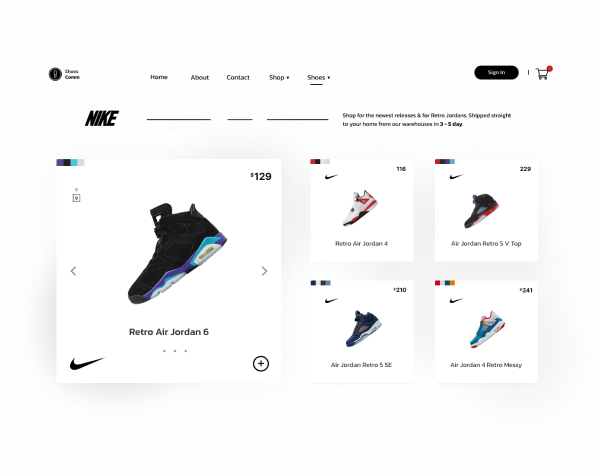 Shoes
Comm
Home
About
Contact
Shop ▾
Shoes ▾
Sign In
NIKE
Shop for the newest releases & for Retro Jordans. Shipped straight
to your home from our warehouses in 3 - 5 day.
$129
9
Retro Air Jordan 6
116
Retro Air Jordan 4
229
Air Jordan Retro 5 V Top
$210
Air Jordan Retro 5 SE
$241
Air Jordan 4 Retro Messy